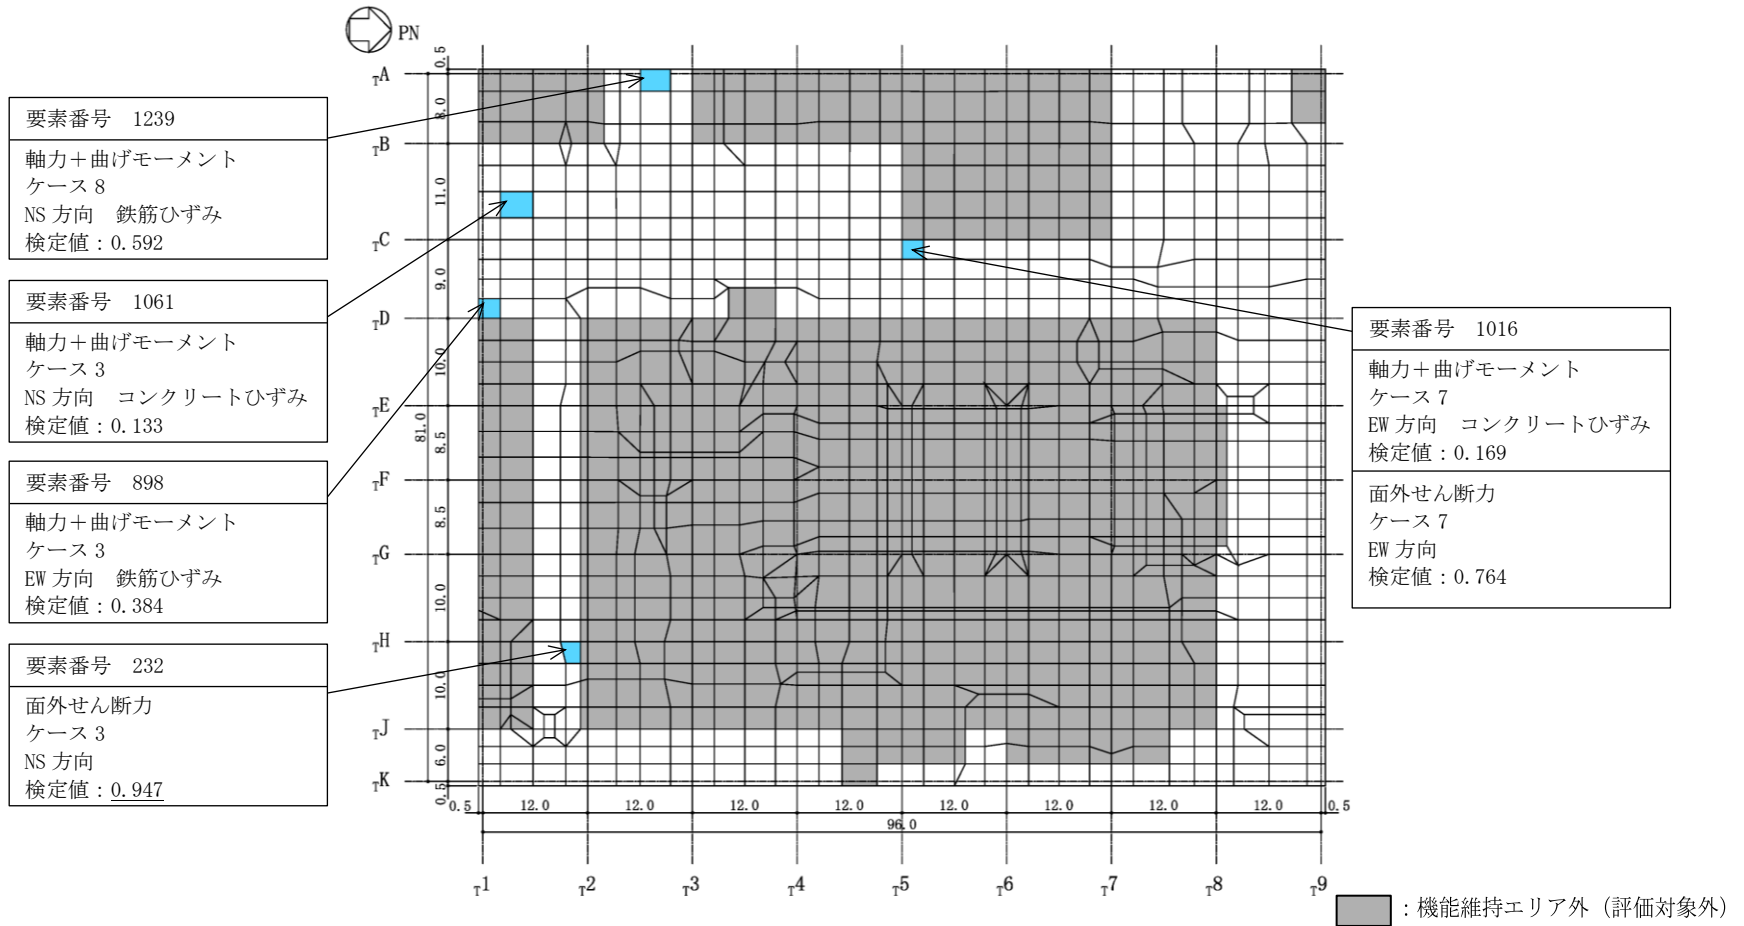 PN
要素番号　1239
軸力＋曲げモーメント
ケース 8
NS 方向　鉄筋ひずみ
検定値：0.592
要素番号　1061
軸力＋曲げモーメント
ケース 3
NS 方向　コンクリートひずみ
検定値：0.133
要素番号　898
軸力＋曲げモーメント
ケース 3
EW 方向　鉄筋ひずみ
検定値：0.384
要素番号　232
面外せん断力
ケース 3
NS 方向
検定値：0.947
TA
TB
TC
TD
TE
TF
TG
TH
TJ
TK
0.5
8.0
11.0
9.0
10.0
8.5
8.5
10.0
10.0
6.0
0.5
81.0
0.5 12.0 12.0 12.0 12.0 12.0 12.0 12.0 12.0 0.5
96.0
T1 T2 T3 T4 T5 T6 T7 T8 T9
要素番号　1016
軸力＋曲げモーメント
ケース 7
EW 方向　コンクリートひずみ
検定値：0.169
面外せん断力
ケース 7
EW 方向
検定値：0.764
：機能維持エリア外（評価対象外）